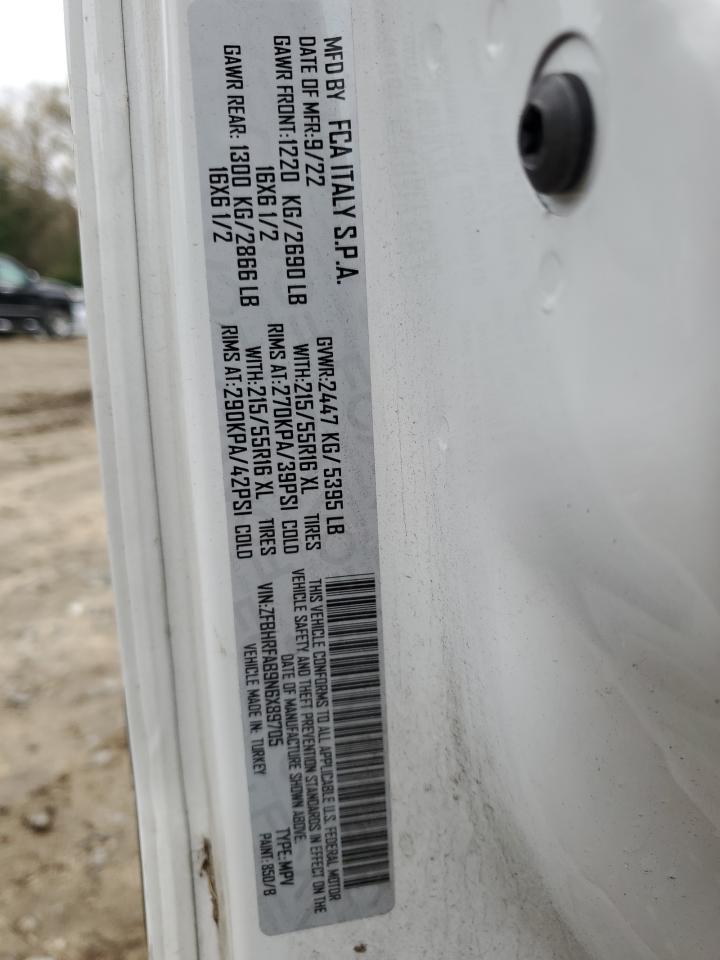 MFD BY FCA ITALY S.P.A.
DATE OF MFR:9/22 GVWR:2447 KG/5395 LB
GAWR FRONT:1220 KG/2690 LB WITH:215/55R16 XL TIRES
16X6 1/2 RIMS AT:270KPA/39PSI COLD
GAWR REAR: 1300 KG/2866 LB WITH:215/55R16 XL TIRES
16X6 1/2 RIMS AT:290KPA/42PSI COLD
THIS VEHICLE CONFORMS TO ALL APPLICABLE U.S. FEDERAL MOTOR
VEHICLE SAFETY AND THEFT PREVENTION STANDARDS IN EFFECT ON THE
DATE OF MANUFACTURE SHOWN ABOVE.
VIN:ZFBHRFAB9N6X89705 TYPE:MPV
VEHICLE MADE IN: TURKEY PAINT:850/B